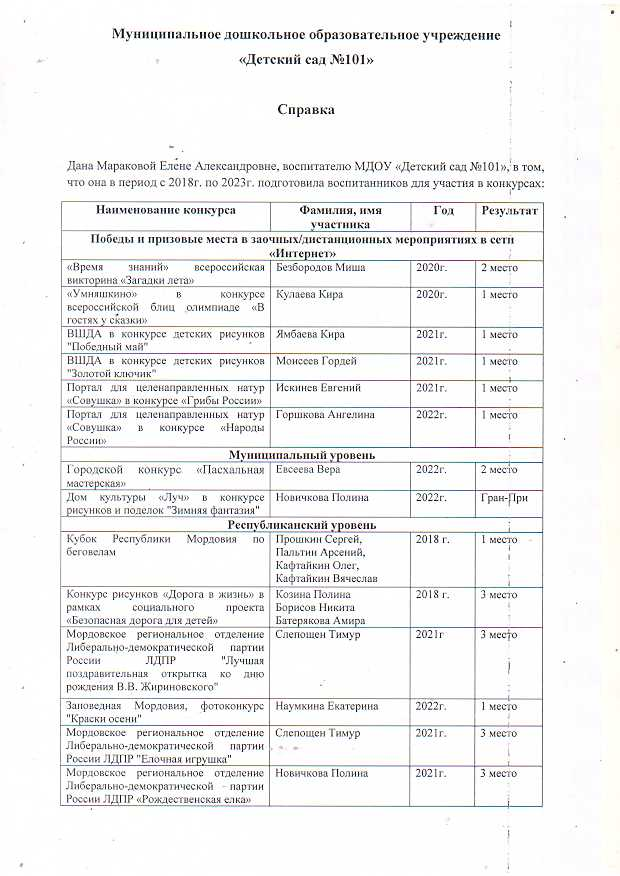 Муниципальное дошкольное образовательное учреждение
«Детский сад №101»
Справка
Дана Мараковой Елене Александровне, воспитателю МДОУ «Детский сад №101», в том,
что она в период с 2018г. по 2023г. подготовила воспитанников для участия в конкурсах:
Наименование конкурса Фамилия, имя Год Результат
участника
Победы и призовые места в заочных/дистанционных мероприятиях в сети
«Интернет»
«Время знаний» всероссийская Безбородов Миша 2020г. 2 место
викторина «Загадки лета»
«Умняшкино» в конкурсе Кулаева Кира 2020г. 1 место
всероссийской блиц олимпиаде «В
гостях у сказки»
ВШДА в конкурсе детских рисунков Ямбаева Кира 2021г. 1 место
"Победный май"
ВШДА в конкурсе детских рисунков Моисеев Гордей 2021г. 1 место
"Золотой ключик"
Портал для целенаправленных натур Искинев Евгений 2021г. 1 место
«Совушка» в конкурсе «Грибы России»
Портал для целенаправленных натур Горшкова Ангелина 2022г. 1 место
«Совушка» в конкурсе «Народы
России»
Муниципальный уровень
Городской конкурс «Пасхальная Евсеева Вера 2022г. 2 место
мастерская»
Дом культуры «Луч» в конкурсе Новичкова Полина 2022г. Гран-При
рисунков и поделок "Зимняя фантазия"
Республиканский уровень
Кубок Республики Мордовия по Прошкин Сергей, 2018 г. 1 место
беговелам Пальтин Арсений,
Кафтайкин Олег,
Кафтайкин Вячеслав
Конкурс рисунков «Дорога в жизнь» в Козина Полина 2018 г. 3 место
рамках социального проекта Борисов Никита
«Безопасная дорога для детей» Батерякова Амира
Мордовское региональное отделение Слепощен Тимур 2021г 3 место
Либерально-демократической партии
России ЛДПР "Лучшая
поздравительная открытка ко дню
рождения В.В. Жириновского"
Заповедная Мордовия, фотоконкурс Наумкина Екатерина 2022г. 1 место
"Краски осени"
Мордовское региональное отделение Слепощен Тимур 2021г. 3 место
Либерально-демократической партии
России ЛДПР "Елочная игрушка"
Мордовское региональное отделение Новичкова Полина 2021г. 3 место
Либерально-демократической партии
России ЛДПР «Рождественская елка»